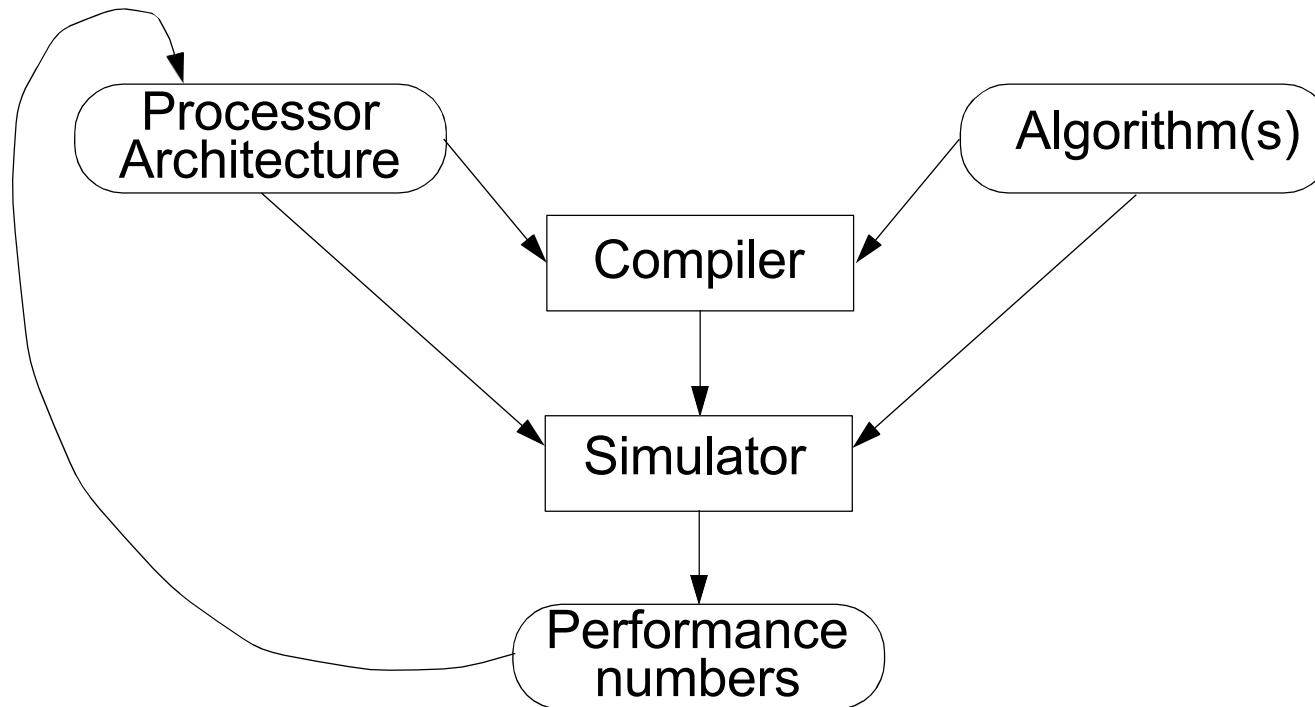 Processor
Architecture
Algorithm(s)
Compiler
Simulator
Performance
numbers